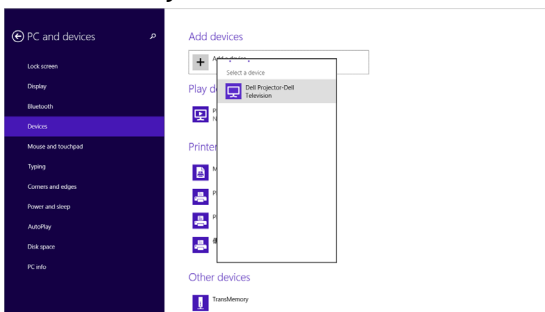 PC and devices
Lock screen
Display
Bluetooth
Devices
Mouse and touchpad
Typing
Corners and edges
Power and sleep
AutoPlay
Disk space
PC info
Add devices
Select a device
Dell Projector-Dell
Television
Play d
P
N
Printer
M
P
P
Other devices
TransMemory